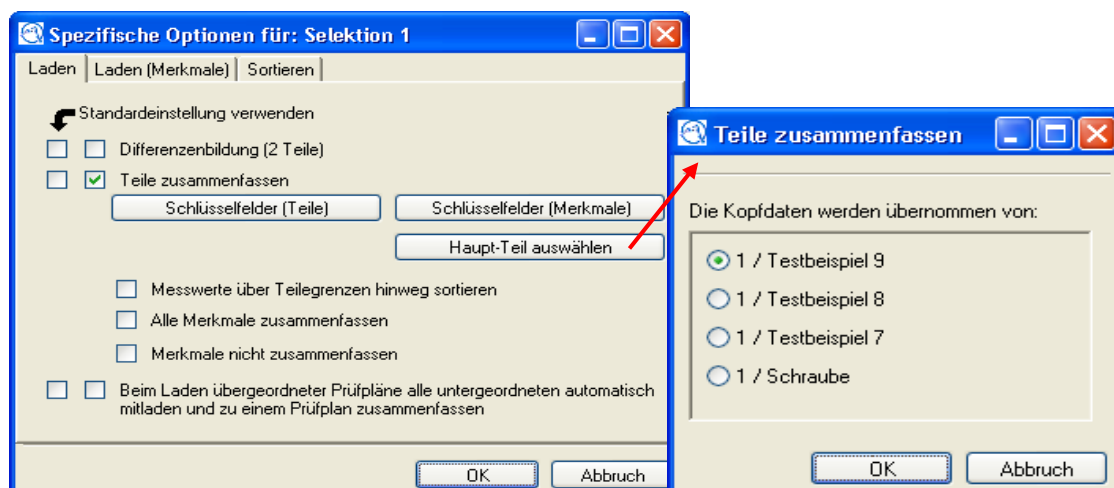 Spezifische Optionen für: Selektion 1
Laden
Laden (Merkmale)
Sortieren
Standardeinstellung verwenden
Differenzenbildung (2 Teile)
Teile zusammenfassen
Schlüsselfelder (Teile)
Schlüsselfelder (Merkmale)
Haupt-Teil auswählen
Messwerte über Teilegrenzen hinweg sortieren
Alle Merkmale zusammenfassen
Merkmale nicht zusammenfassen
Beim Laden übergeordneter Prüfpläne alle untergeordneten automatisch
mitladen und zu einem Prüfplan zusammenfassen
OK
Abbruch
Teile zusammenfassen
Die Kopfdaten werden übernommen von:
1 / Testbeispiel 9
1 / Testbeispiel 8
1 / Testbeispiel 7
1 / Schraube
OK
Abbruch